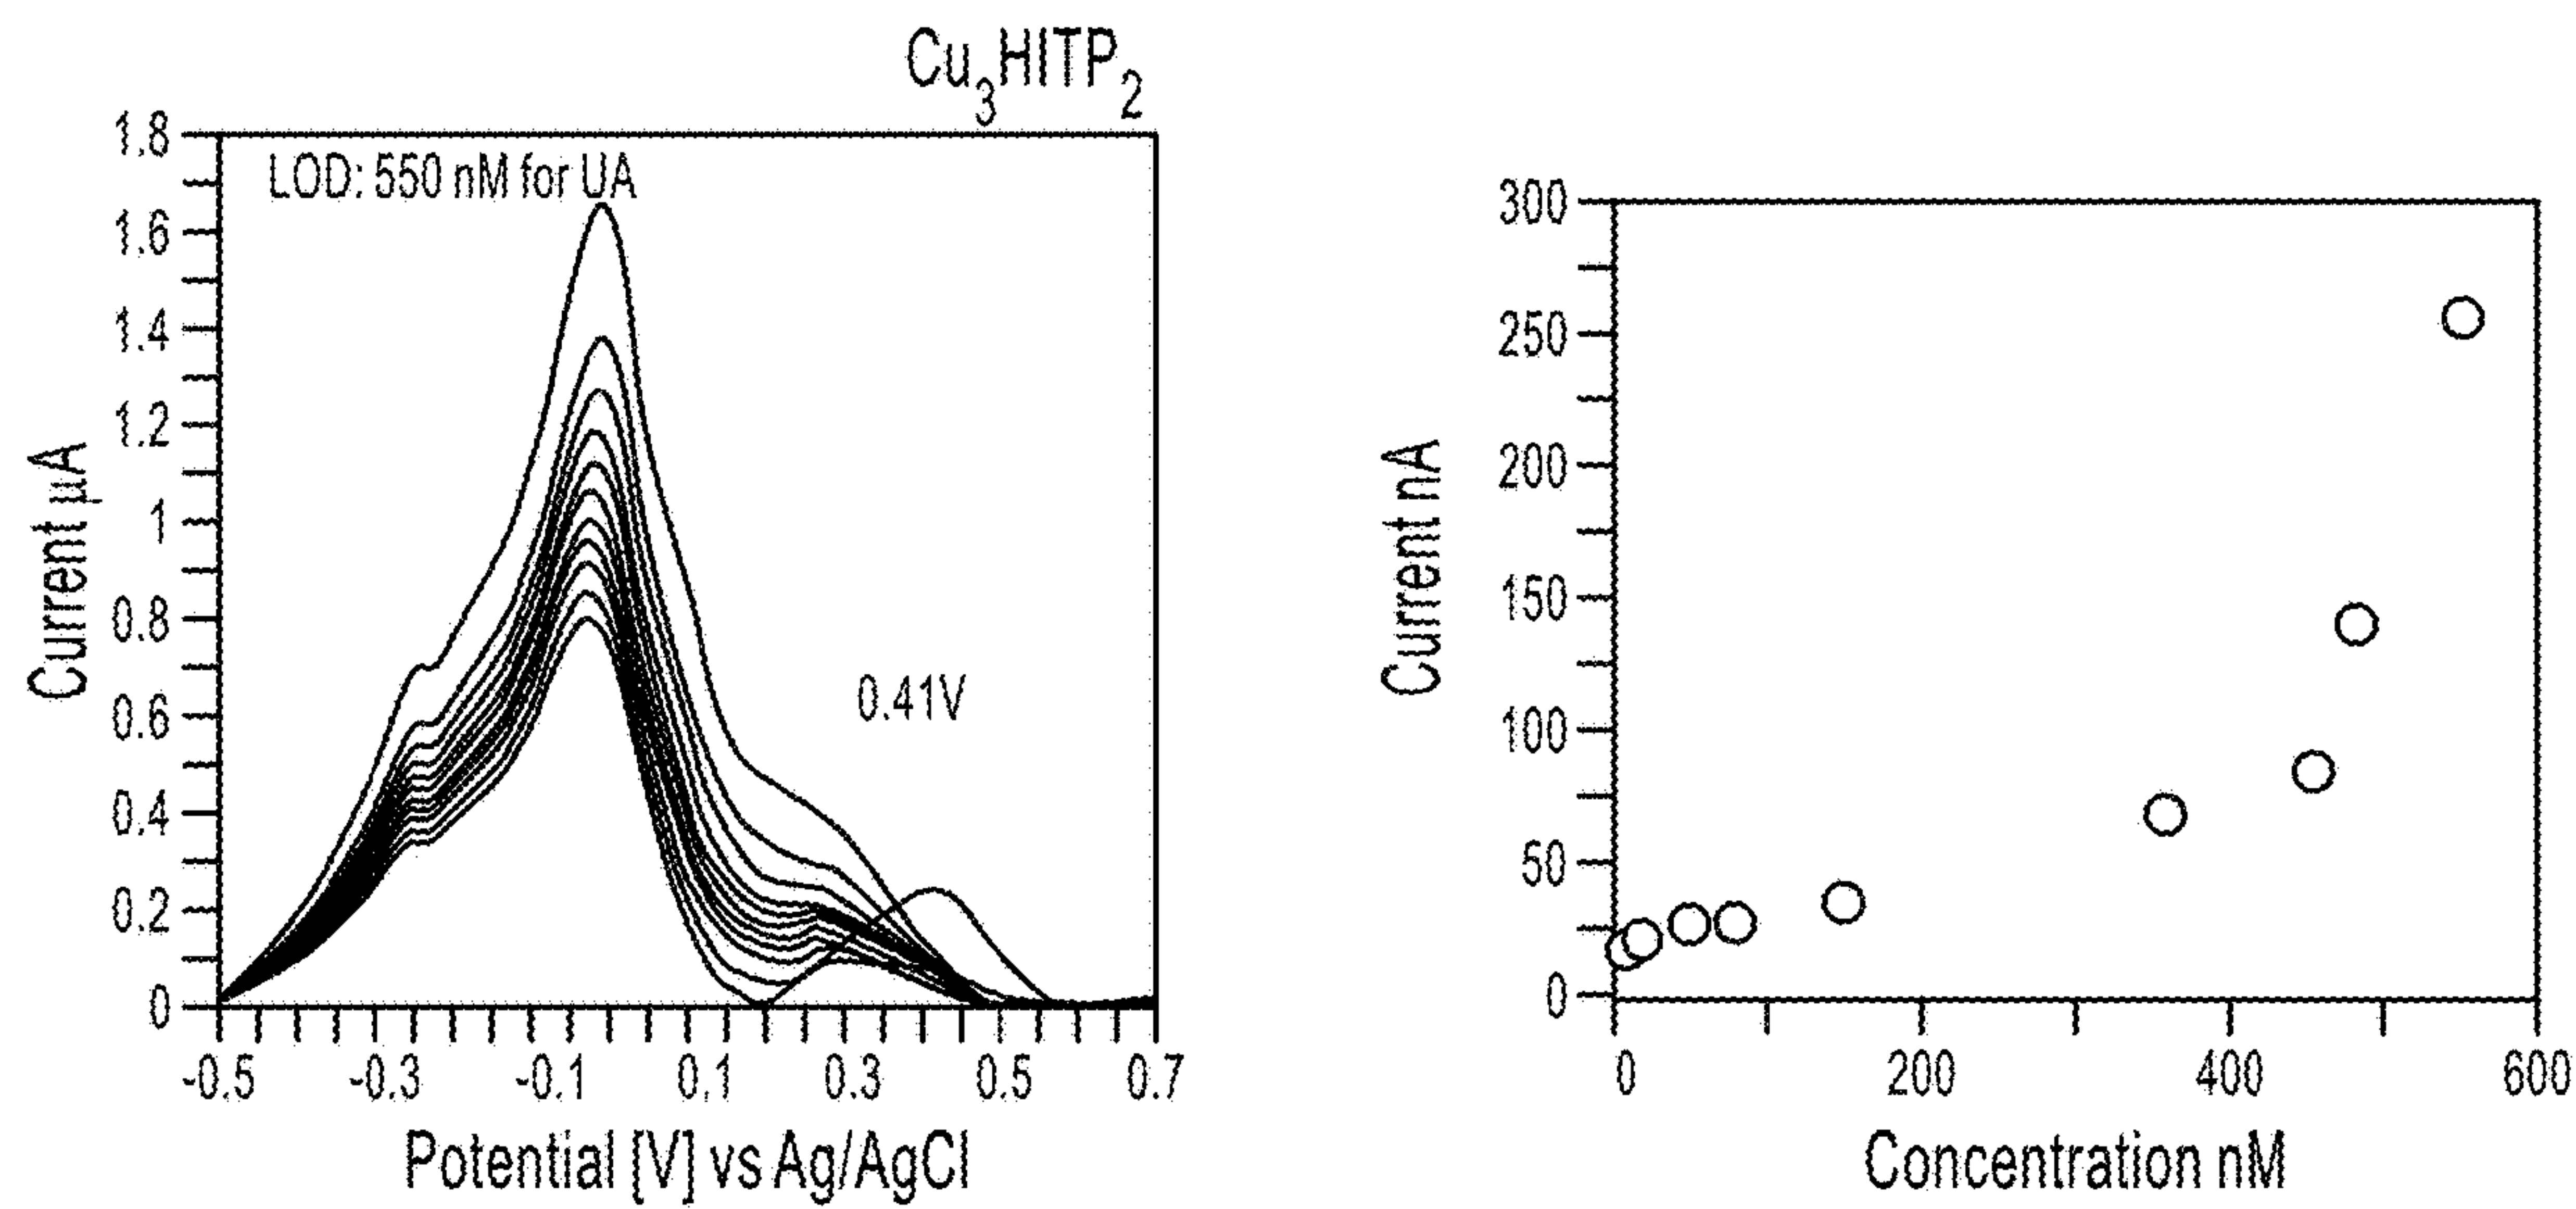 Cu3HITP2
LOD: 550 nM for UA
1.8
1.6
1.4
1.2
1
0.8
0.6
0.4
0.2
0
Current µA
0.41V
-0.5 -0.3 -0.1 0.1 0.3 0.5 0.7
Potential [V] vs Ag/AgCl
300
250
200
150
100
50
0
Current nA
0 200 400 600
Concentration nM